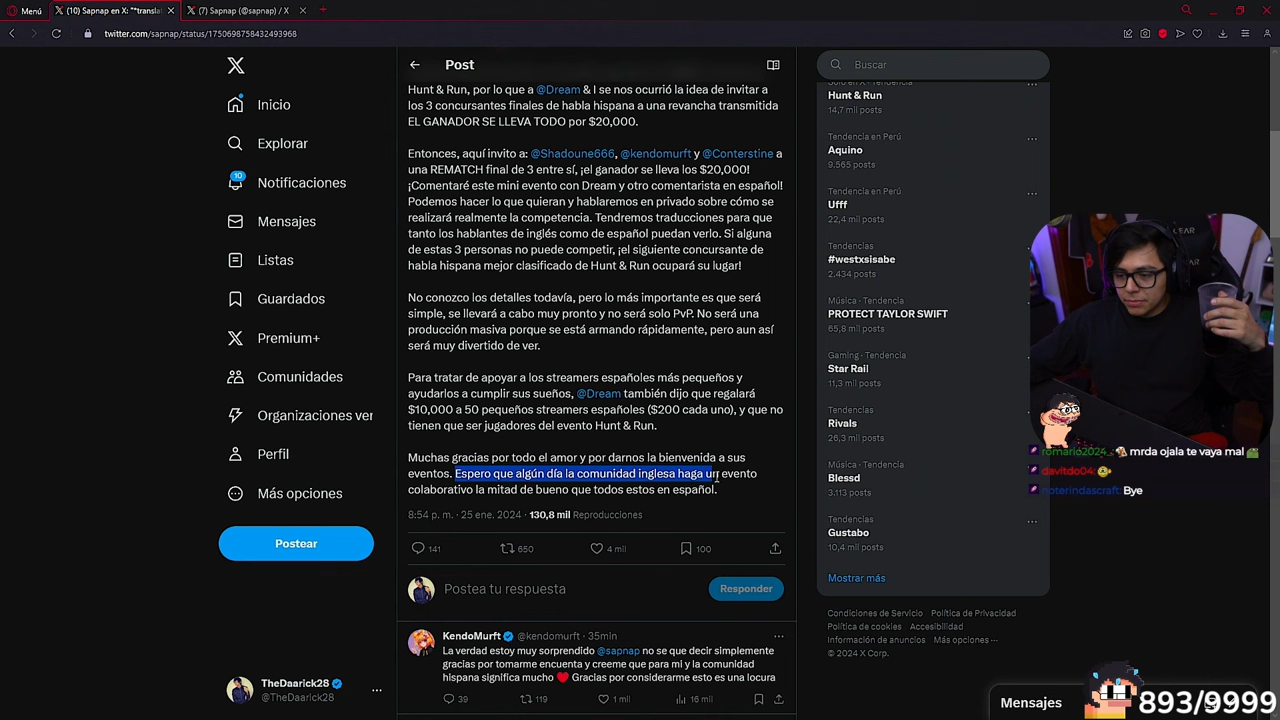 Menú
(10) Sapnap en X: "*transla
(7) Sapnap (@sapnap) / X
twitter.com/sapnap/status/1750698758432493968
Inicio
Explorar
10
Notificaciones
Mensajes
Listas
Guardados
Premium+
Comunidades
Organizaciones ver
Perfil
Más opciones
Postear
TheDaarick28
@TheDaarick28
Post
Hunt & Run, por lo que a @Dream & I se nos ocurrió la idea de invitar a
los 3 concursantes finales de habla hispana a una revancha transmitida
EL GANADOR SE LLEVA TODO por $20,000.
Entonces, aquí invito a: @Shadoune666, @kendomurft y @Conterstine a
una REMATCH final de 3 entre sí, ¡el ganador se lleva los $20,000!
¡Comentaré este mini evento con Dream y otro comentarista en español!
Podemos hacer lo que quieran y hablaremos en privado sobre cómo se
realizará realmente la competencia. Tendremos traducciones para que
tanto los hablantes de inglés como de español puedan verlo. Si alguna
de estas 3 personas no puede competir, ¡el siguiente concursante de
habla hispana mejor clasificado de Hunt & Run ocupará su lugar!
No conozco los detalles todavía, pero lo más importante es que será
simple, se llevará a cabo muy pronto y no será solo PvP. No será una
producción masiva porque se está armando rápidamente, pero aun así
será muy divertido de ver.
Para tratar de apoyar a los streamers españoles más pequeños y
ayudarlos a cumplir sus sueños, @Dream también dijo que regalará
$10,000 a 50 pequeños streamers españoles ($200 cada uno), y que no
tienen que ser jugadores del evento Hunt & Run.
Muchas gracias por todo el amor y por darnos la bienvenida a sus
eventos. Espero que algún día la comunidad inglesa haga un evento
colaborativo la mitad de bueno que todos estos en español.
8:54 p. m. · 25 ene. 2024 · 130,8 mil Reproducciones
141
650
4 mil
100
Postea tu respuesta
Responder
KendoMurft @kendomurft · 35min
La verdad estoy muy sorprendido @sapnap no se que decir simplemente
gracias por tomarme encuenta y creeme que para mi y la comunidad
hispana significa mucho ❤️ Gracias por considerarme esto es una locura
39
119
1 mil
11 mil
Buscar
Solo en X · Tendencia
Hunt & Run
14,7 mil posts
Tendencia en Perú
Aquino
9.565 posts
Tendencia en Perú
Ufff
22,4 mil posts
Tendencias
#westxsisabe
2.434 posts
Música · Tendencia
PROTECT TAYLOR SWIFT
65,8 mil posts
Gaming · Tendencia
Star Rail
11,3 mil posts
Tendencias
Rivals
26,3 mil posts
Música · Tendencia
Blessd
3.113 posts
Tendencias
Gustabo
10,4 mil posts
Mostrar más
Condiciones de Servicio Política de Privacidad
Política de cookies Accesibilidad
Información de anuncios Más opciones ···
© 2024 X Corp.
romario2024_: mrda ojala te vaya mal
davitdo04:
noterindascraft: Bye
Mensajes
893/9999